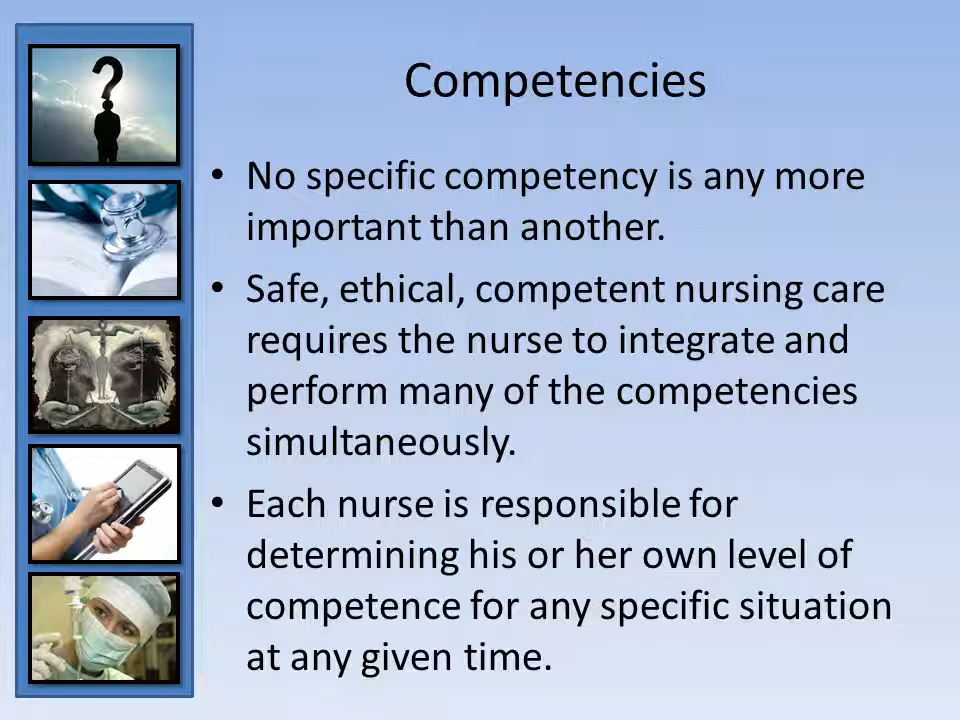 Competencies
• No specific competency is any more
important than another.
• Safe, ethical, competent nursing care
requires the nurse to integrate and
perform many of the competencies
simultaneously.
• Each nurse is responsible for
determining his or her own level of
competence for any specific situation
at any given time.